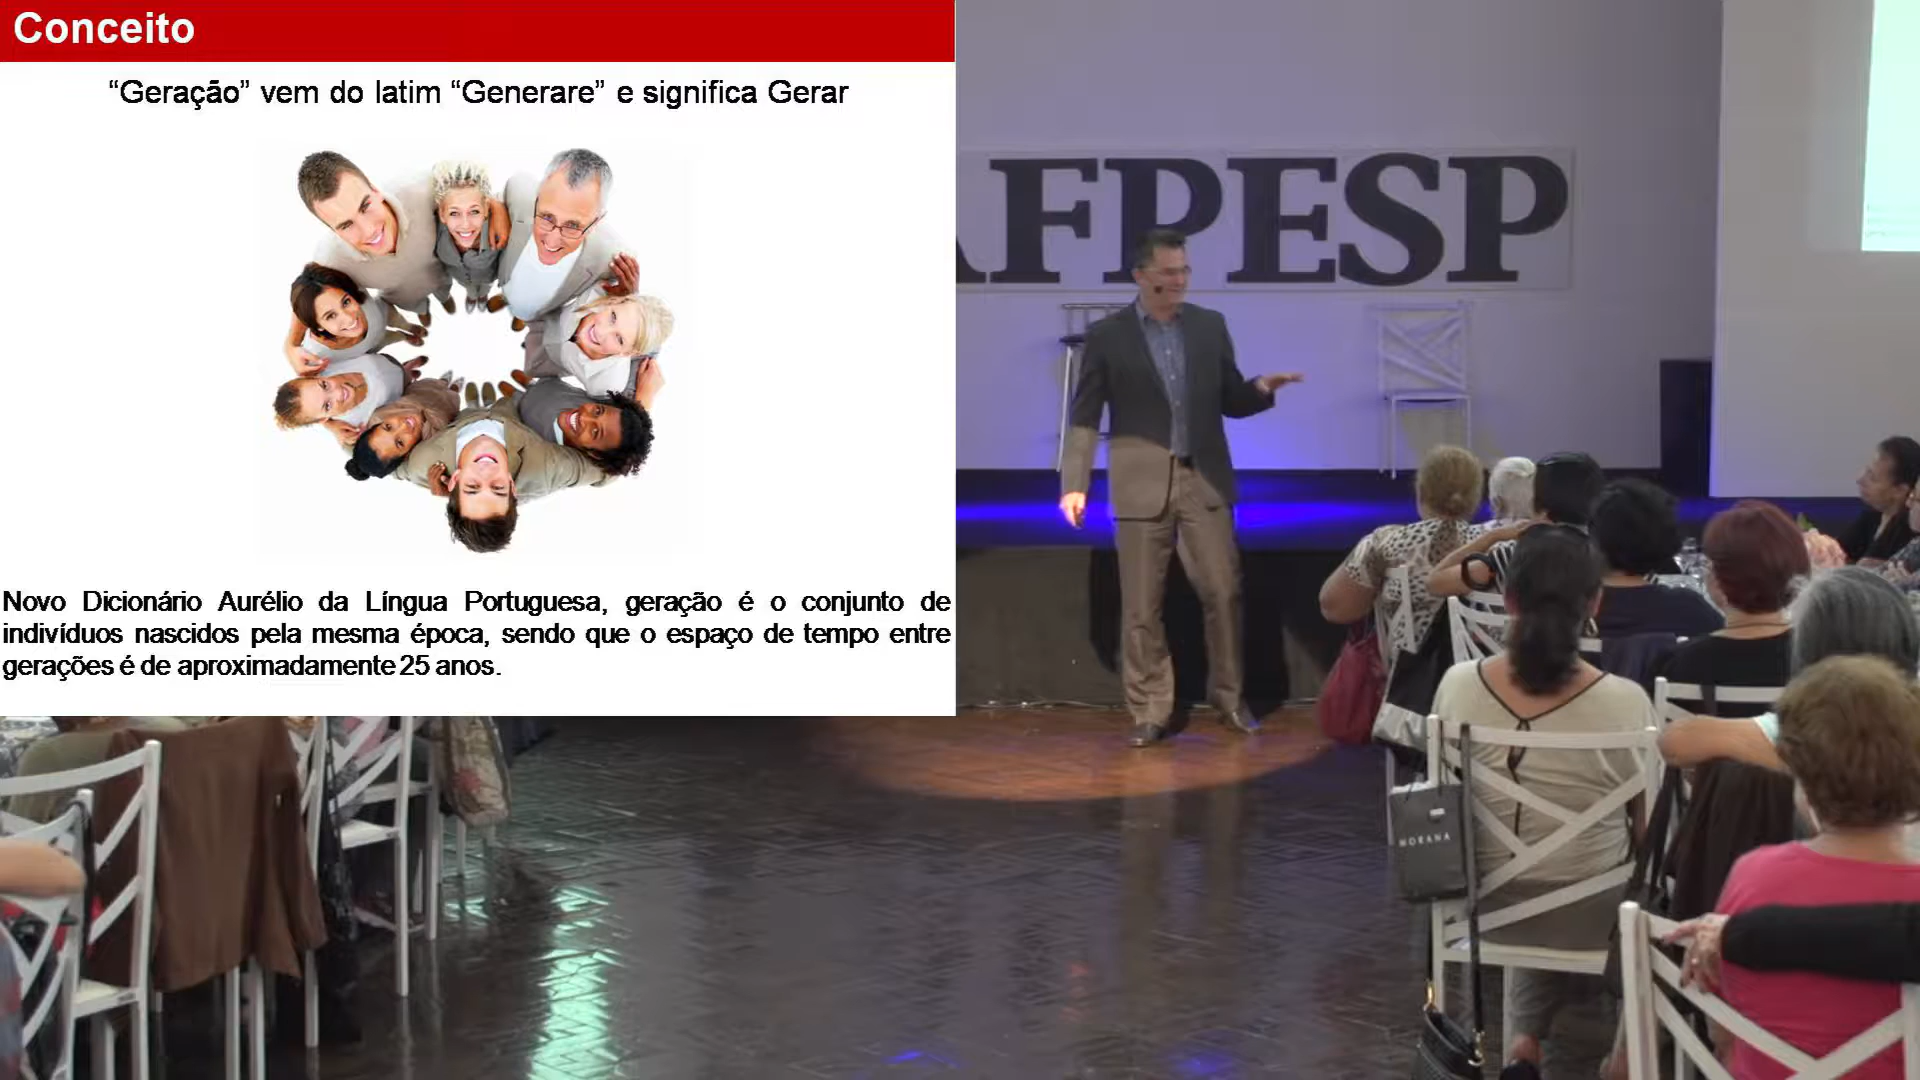 Conceito
“Geração” vem do latim “Generare” e significa Gerar
Novo Dicionário Aurélio da Língua Portuguesa, geração é o conjunto de
indivíduos nascidos pela mesma época, sendo que o espaço de tempo entre
gerações é de aproximadamente 25 anos.
AFPESP
MORANA